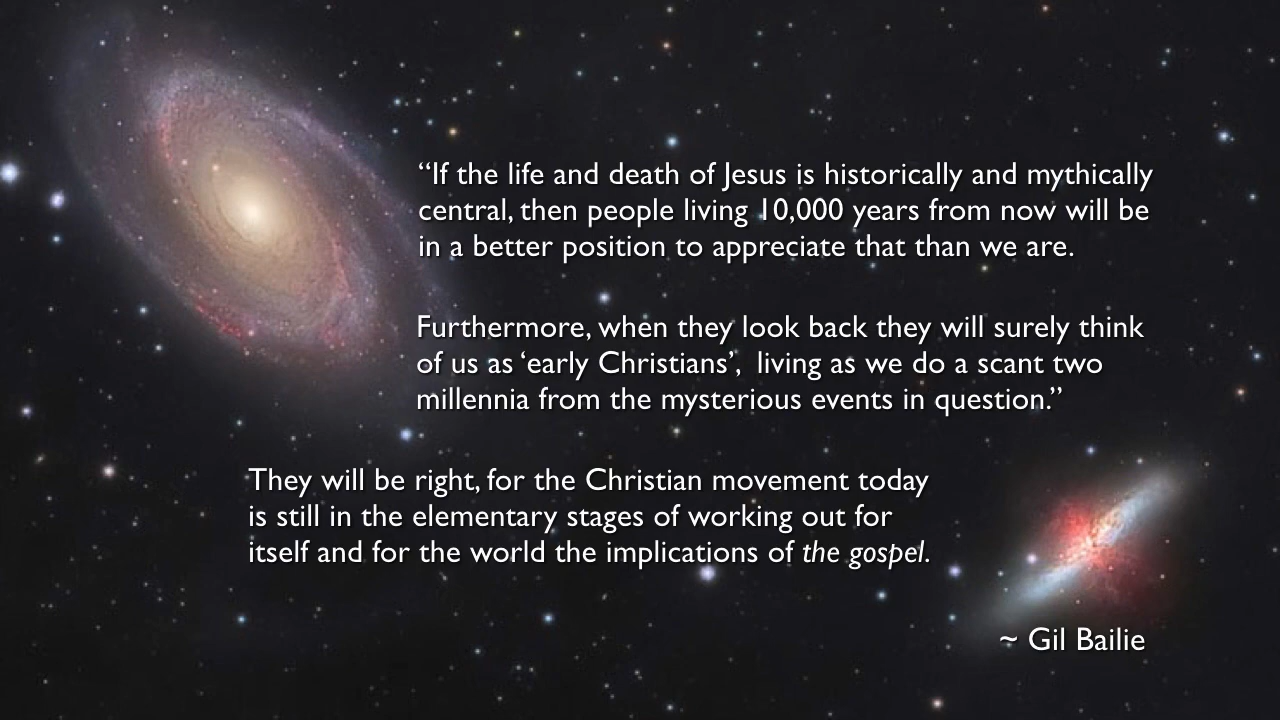 “If the life and death of Jesus is historically and mythically
central, then people living 10,000 years from now will be
in a better position to appreciate that than we are.
Furthermore, when they look back they will surely think
of us as ‘early Christians’,  living as we do a scant two
millennia from the mysterious events in question.”
They will be right, for the Christian movement today
is still in the elementary stages of working out for
itself and for the world the implications of the gospel.
~ Gil Bailie